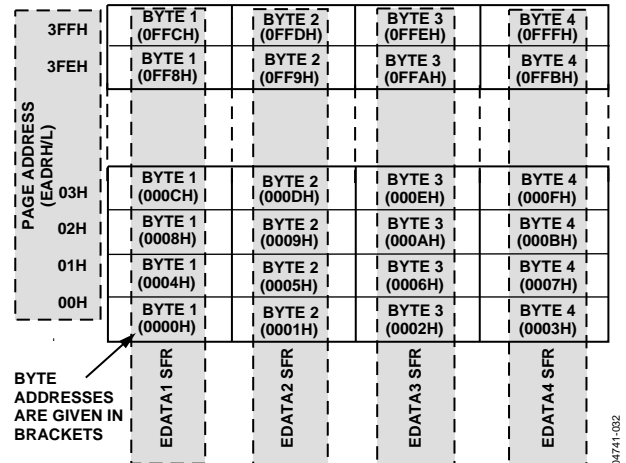 3FFH
BYTE 1 BYTE 2 BYTE 3 BYTE 4
(0FFCH) (0FFDH) (0FFEH) (0FFFH)
3FEH
BYTE 1 BYTE 2 BYTE 3 BYTE 4
(0FF8H) (0FF9H) (0FFAH) (0FFBH)
PAGE ADDRESS
(EADRH/L)
03H
BYTE 1 BYTE 2 BYTE 3 BYTE 4
(000CH) (000DH) (000EH) (000FH)
02H
BYTE 1 BYTE 2 BYTE 3 BYTE 4
(0008H) (0009H) (000AH) (000BH)
01H
BYTE 1 BYTE 2 BYTE 3 BYTE 4
(0004H) (0005H) (0006H) (0007H)
00H
BYTE 1 BYTE 2 BYTE 3 BYTE 4
(0000H) (0001H) (0002H) (0003H)
BYTE
ADDRESSES
ARE GIVEN IN
BRACKETS
EDATA1 SFR
EDATA2 SFR
EDATA3 SFR
EDATA4 SFR
04741-032